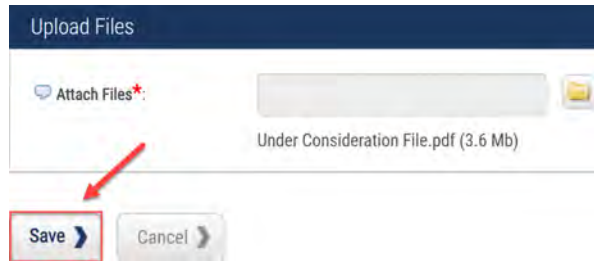 Upload Files
Attach Files*:
Under Consideration File.pdf (3.6 Mb)
Save
Cancel